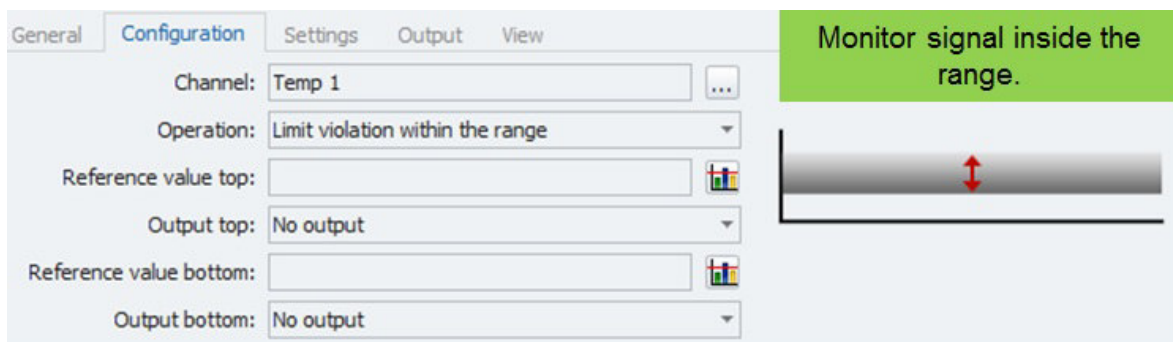 General Configuration Settings Output View
Monitor signal inside the
range.
Channel: Temp 1 ...
Operation: Limit violation within the range
Reference value top:
Output top: No output
Reference value bottom:
Output bottom: No output